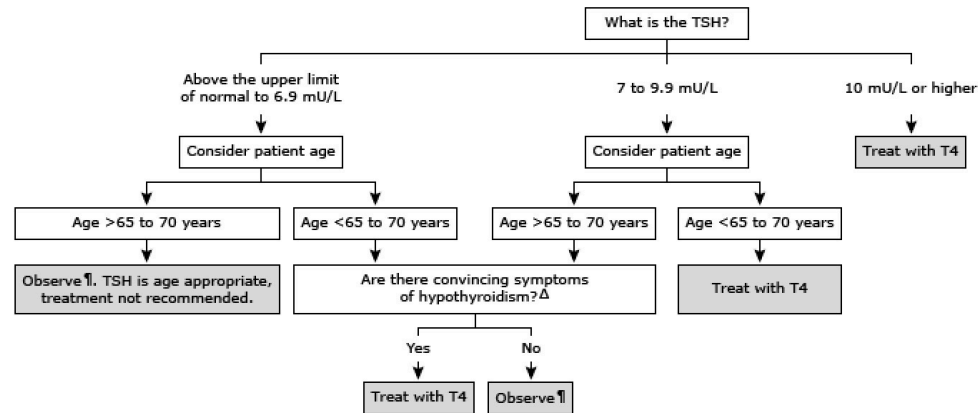 What is the TSH?
Above the upper limit
of normal to 6.9 mU/L
7 to 9.9 mU/L
10 mU/L or higher
Consider patient age
Consider patient age
Treat with T4
Age >65 to 70 years
Age <65 to 70 years
Age >65 to 70 years
Age <65 to 70 years
Observe¶. TSH is age appropriate,
treatment not recommended.
Are there convincing symptoms
of hypothyroidism?Δ
Treat with T4
Yes
No
Treat with T4
Observe¶